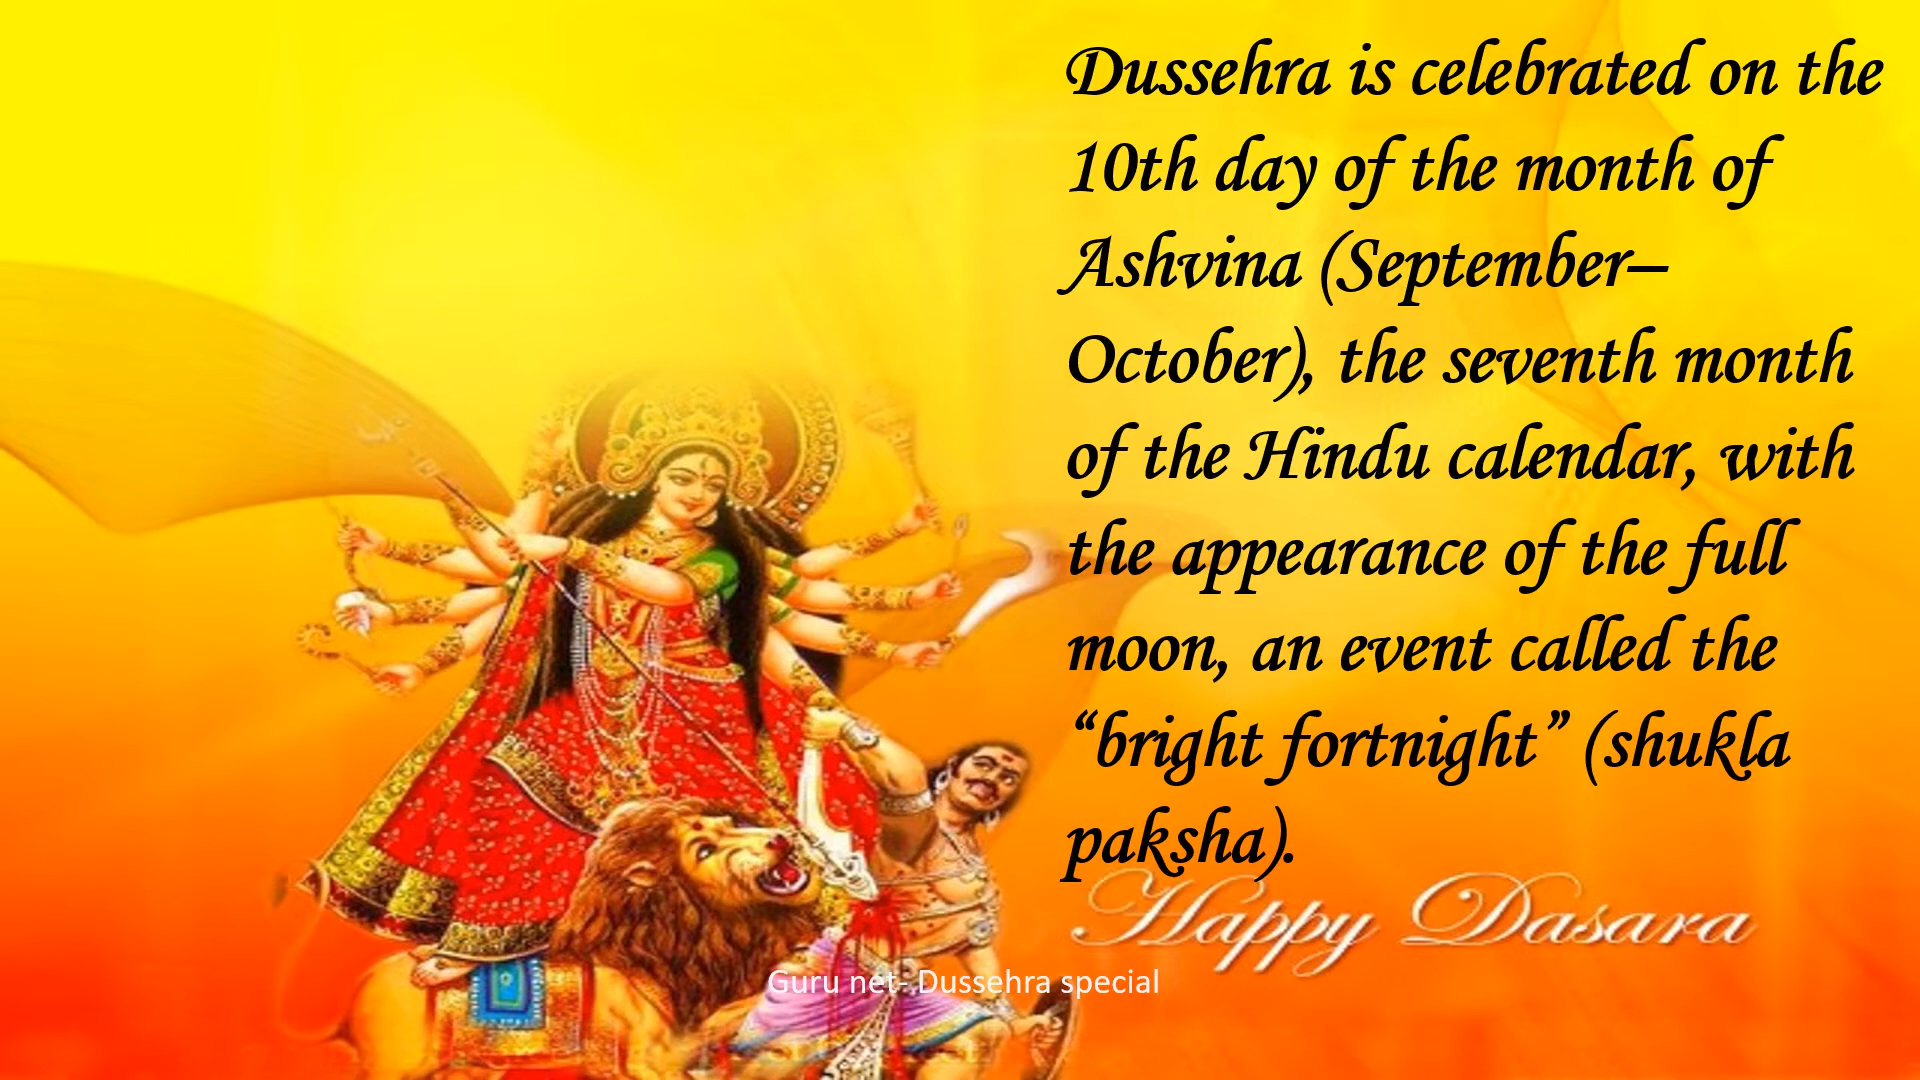 Dussehra is celebrated on the
10th day of the month of
Ashvina (September–
October), the seventh month
of the Hindu calendar, with
the appearance of the full
moon, an event called the
“bright fortnight” (shukla
paksha).
Happy Dasara
Guru net- Dussehra special